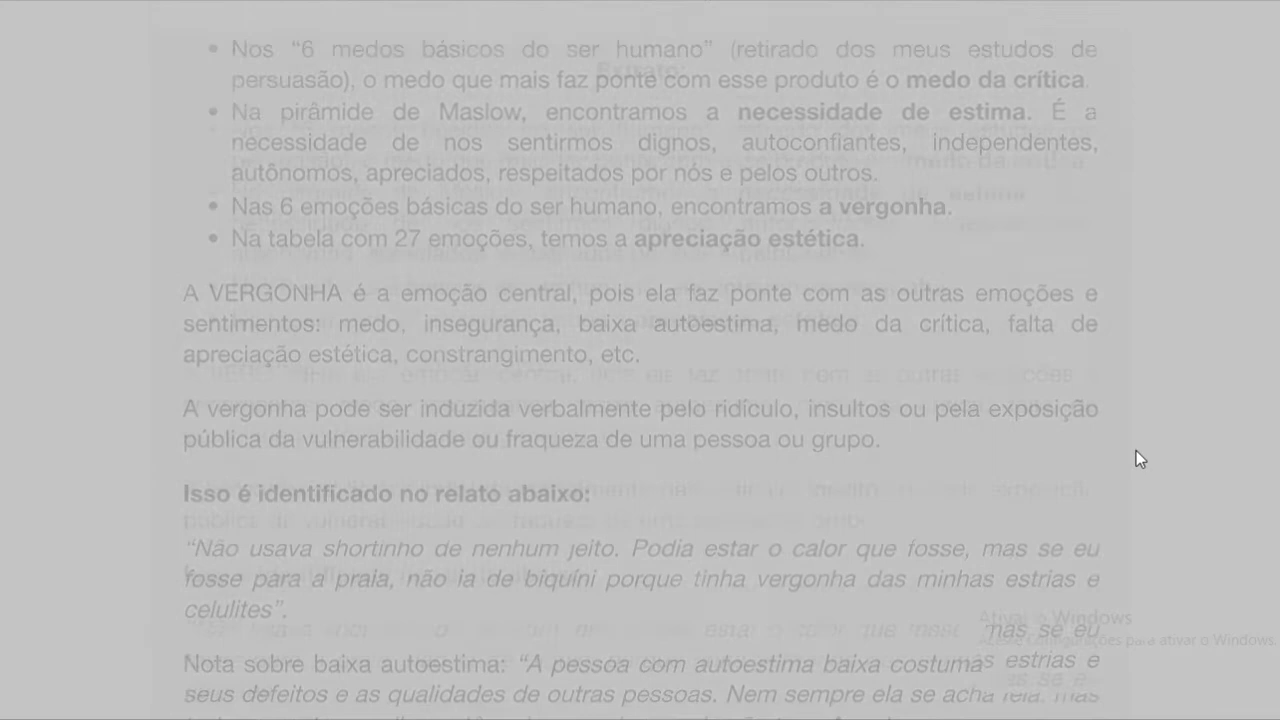 Extrato:
• Nos “6 medos básicos do ser humano” (retirado dos meus estudos de
persuasão), o medo que mais faz ponte com esse produto é o medo da crítica.
• Na pirâmide de Maslow, encontramos a necessidade de estima. É a
necessidade de nos sentirmos dignos, autoconfiantes, independentes,
autônomos, apreciados, respeitados por nós e pelos outros.
• Nas 6 emoções básicas do ser humano, encontramos a vergonha.
• Na tabela com 27 emoções, temos a apreciação estética.
A VERGONHA é a emoção central, pois ela faz ponte com as outras emoções e
sentimentos: medo, insegurança, baixa autoestima, medo da crítica, falta de
apreciação estética, constrangimento, etc.
A vergonha pode ser induzida verbalmente pelo ridículo, insultos ou pela exposição
pública da vulnerabilidade ou fraqueza de uma pessoa ou grupo.
Isso é identificado no relato abaixo:
“Não usava shortinho de nenhum jeito. Podia estar o calor que fosse, mas se eu
fosse para a praia, não ia de biquíni porque tinha vergonha das minhas estrias e
celulites”.
Ativar o Windows
Acesse Configurações para ativar o Windows.
Nota sobre baixa autoestima: “A pessoa com autoestima baixa costuma
seus defeitos e as qualidades de outras pessoas. Nem sempre ela se acha feia, mas